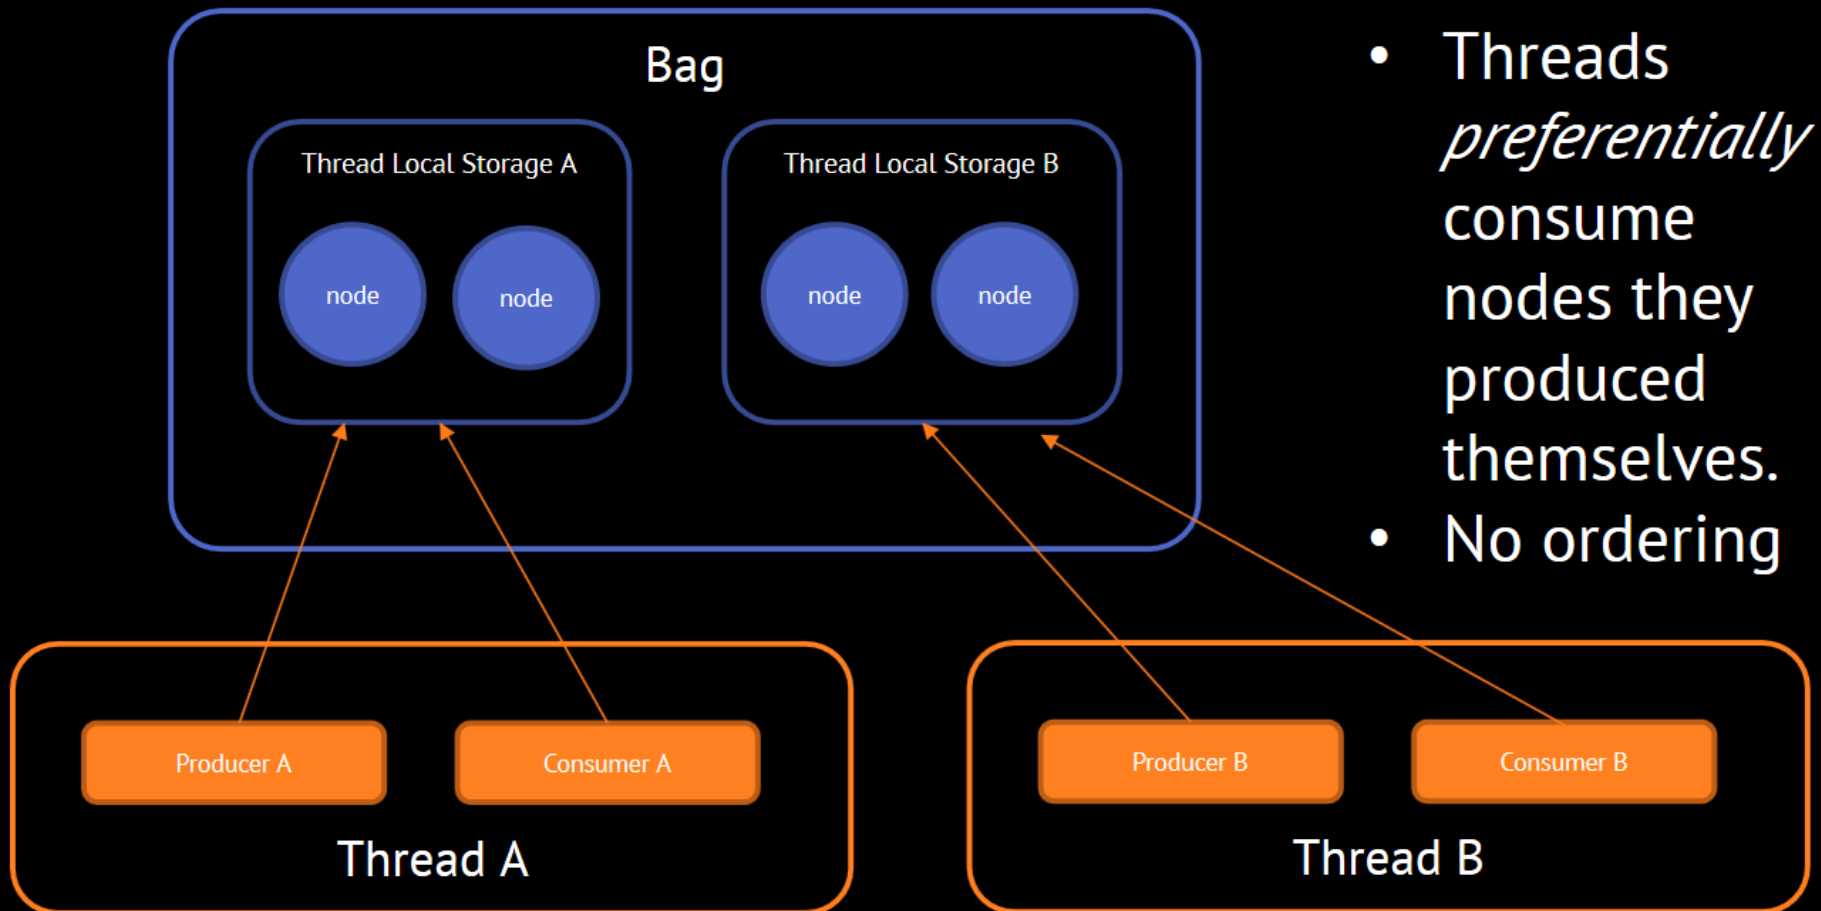 Bag
Thread Local Storage A
node
node
Thread Local Storage B
node
node
• Threads
preferentially
consume
nodes they
produced
themselves.
• No ordering
Producer A
Consumer A
Thread A
Producer B
Consumer B
Thread B